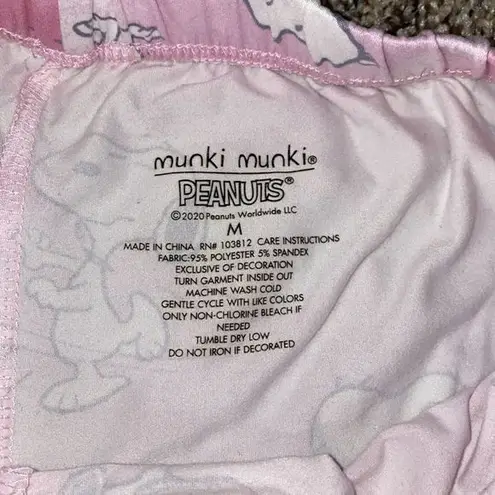 munki munki®
PEANUTS®
©2020 Peanuts Worldwide LLC
M
MADE IN CHINA RN# 103812 CARE INSTRUCTIONS
FABRIC:95% POLYESTER 5% SPANDEX
EXCLUSIVE OF DECORATION
TURN GARMENT INSIDE OUT
MACHINE WASH COLD
GENTLE CYCLE WITH LIKE COLORS
ONLY NON-CHLORINE BLEACH IF
NEEDED
TUMBLE DRY LOW
DO NOT IRON IF DECORATED